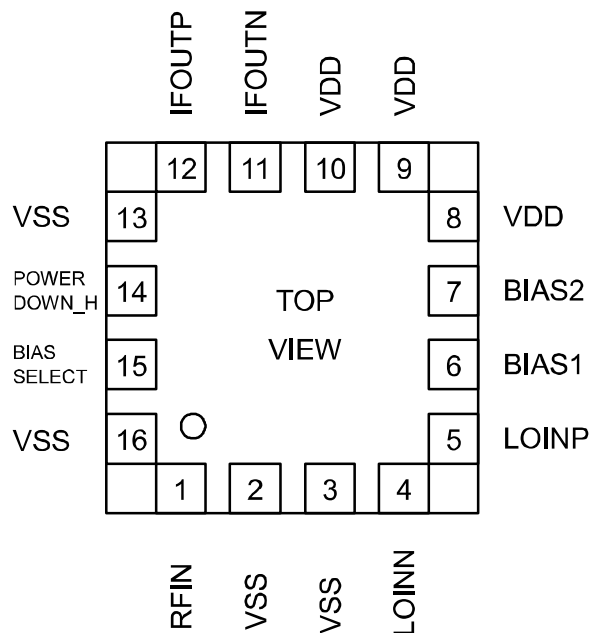 IFOUTP
IFOUTN
VDD
VDD
12
11
10
9
VSS
13
8
VDD
POWER
DOWN_H
14
TOP
VIEW
7
BIAS2
BIAS
SELECT
15
6
BIAS1
VSS
16
5
LOINP
1
2
3
4
RFIN
VSS
VSS
LOINN